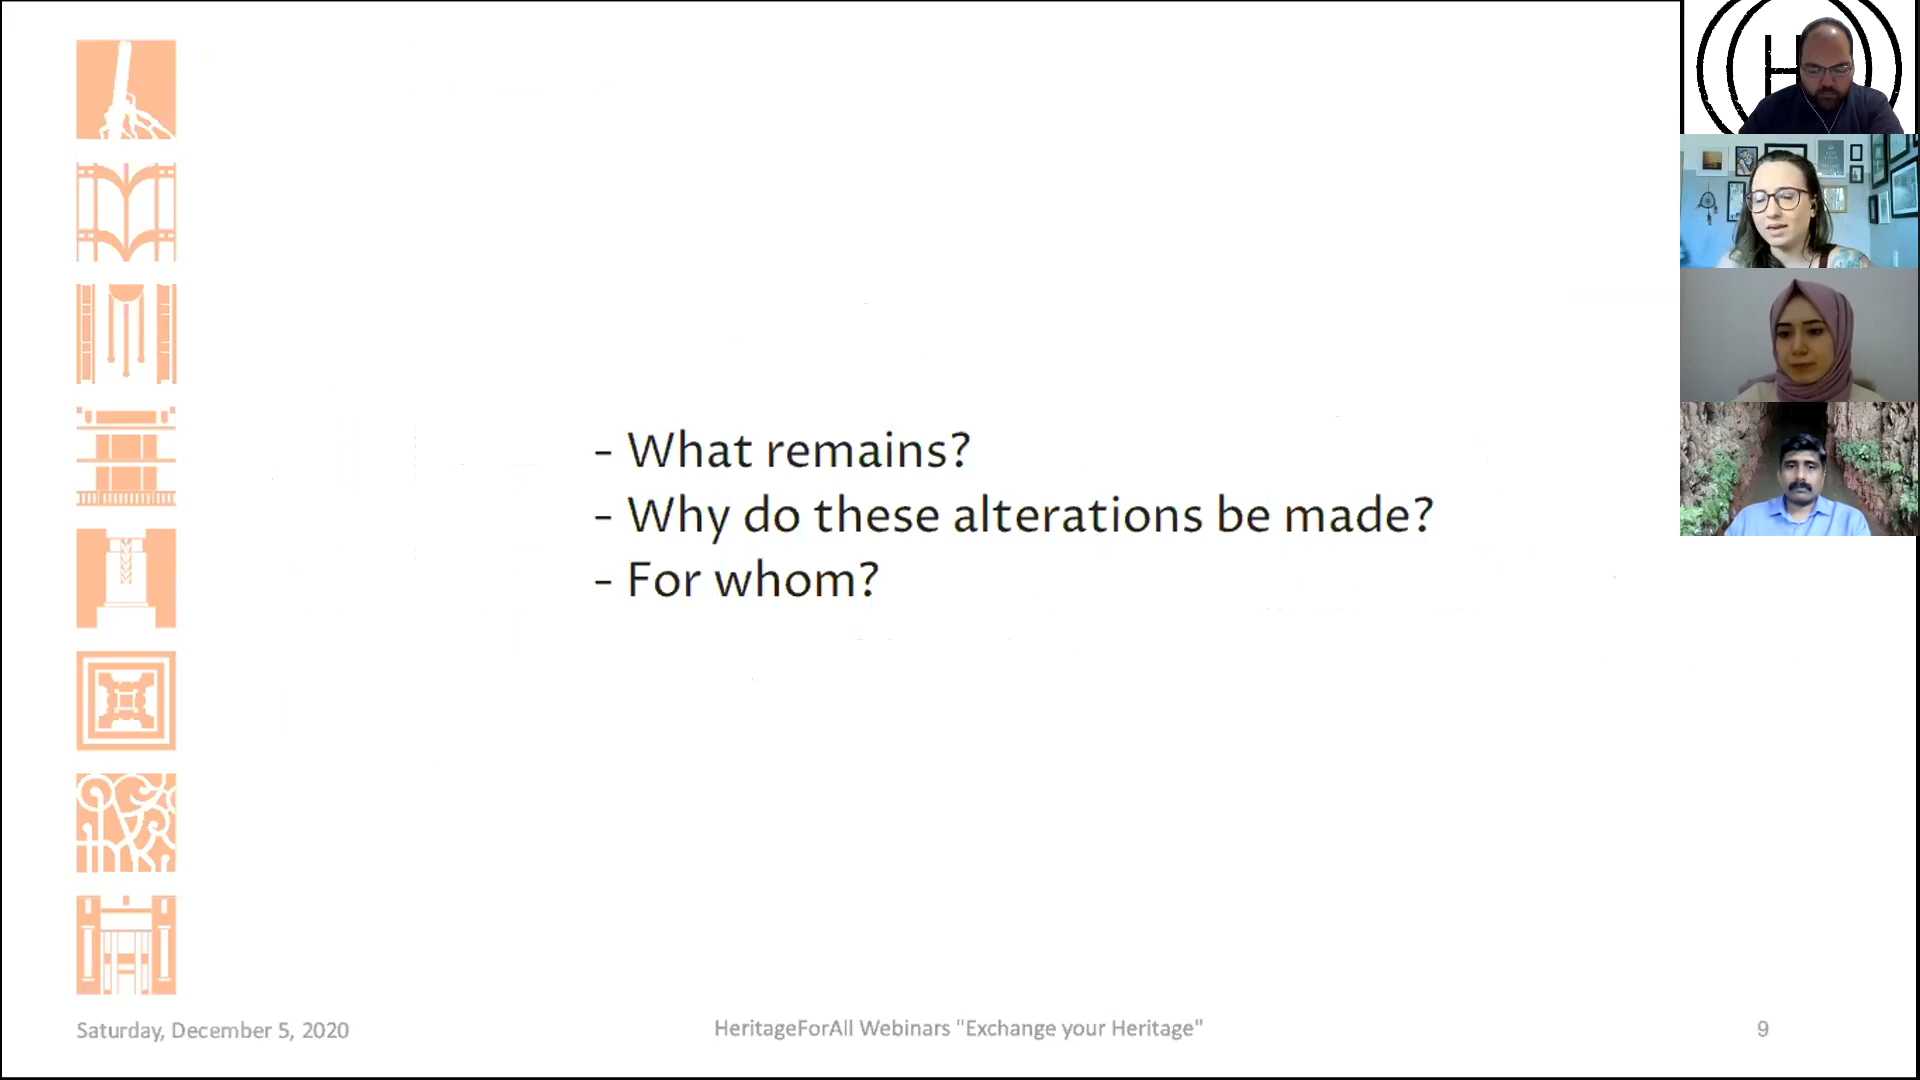 - What remains?
- Why do these alterations be made?
- For whom?
Saturday, December 5, 2020
HeritageForAll Webinars "Exchange your Heritage"
9